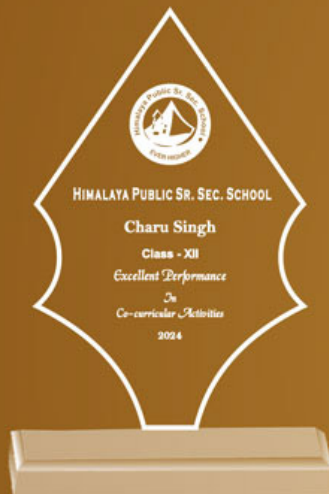 Himalaya Public Sr. Sec. School
EVER HIGHER
HIMALAYA PUBLIC SR. SEC. SCHOOL
Charu Singh
Class - XII
Excellent Performance
In
Co-curricular Activities
2024